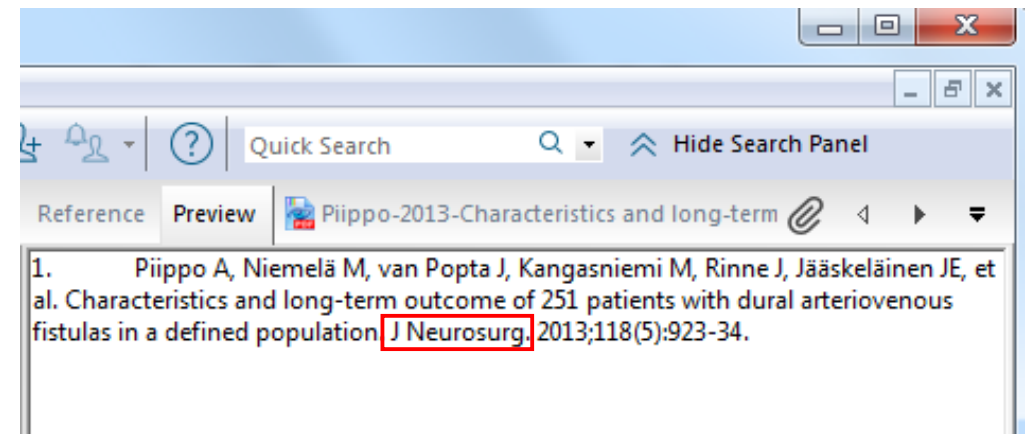 Quick Search
Hide Search Panel
Reference Preview Piippo-2013-Characteristics and long-term
1. Piippo A, Niemelä M, van Popta J, Kangasniemi M, Rinne J, Jääskeläinen JE, et
al. Characteristics and long-term outcome of 251 patients with dural arteriovenous
fistulas in a defined population. J Neurosurg. 2013;118(5):923-34.